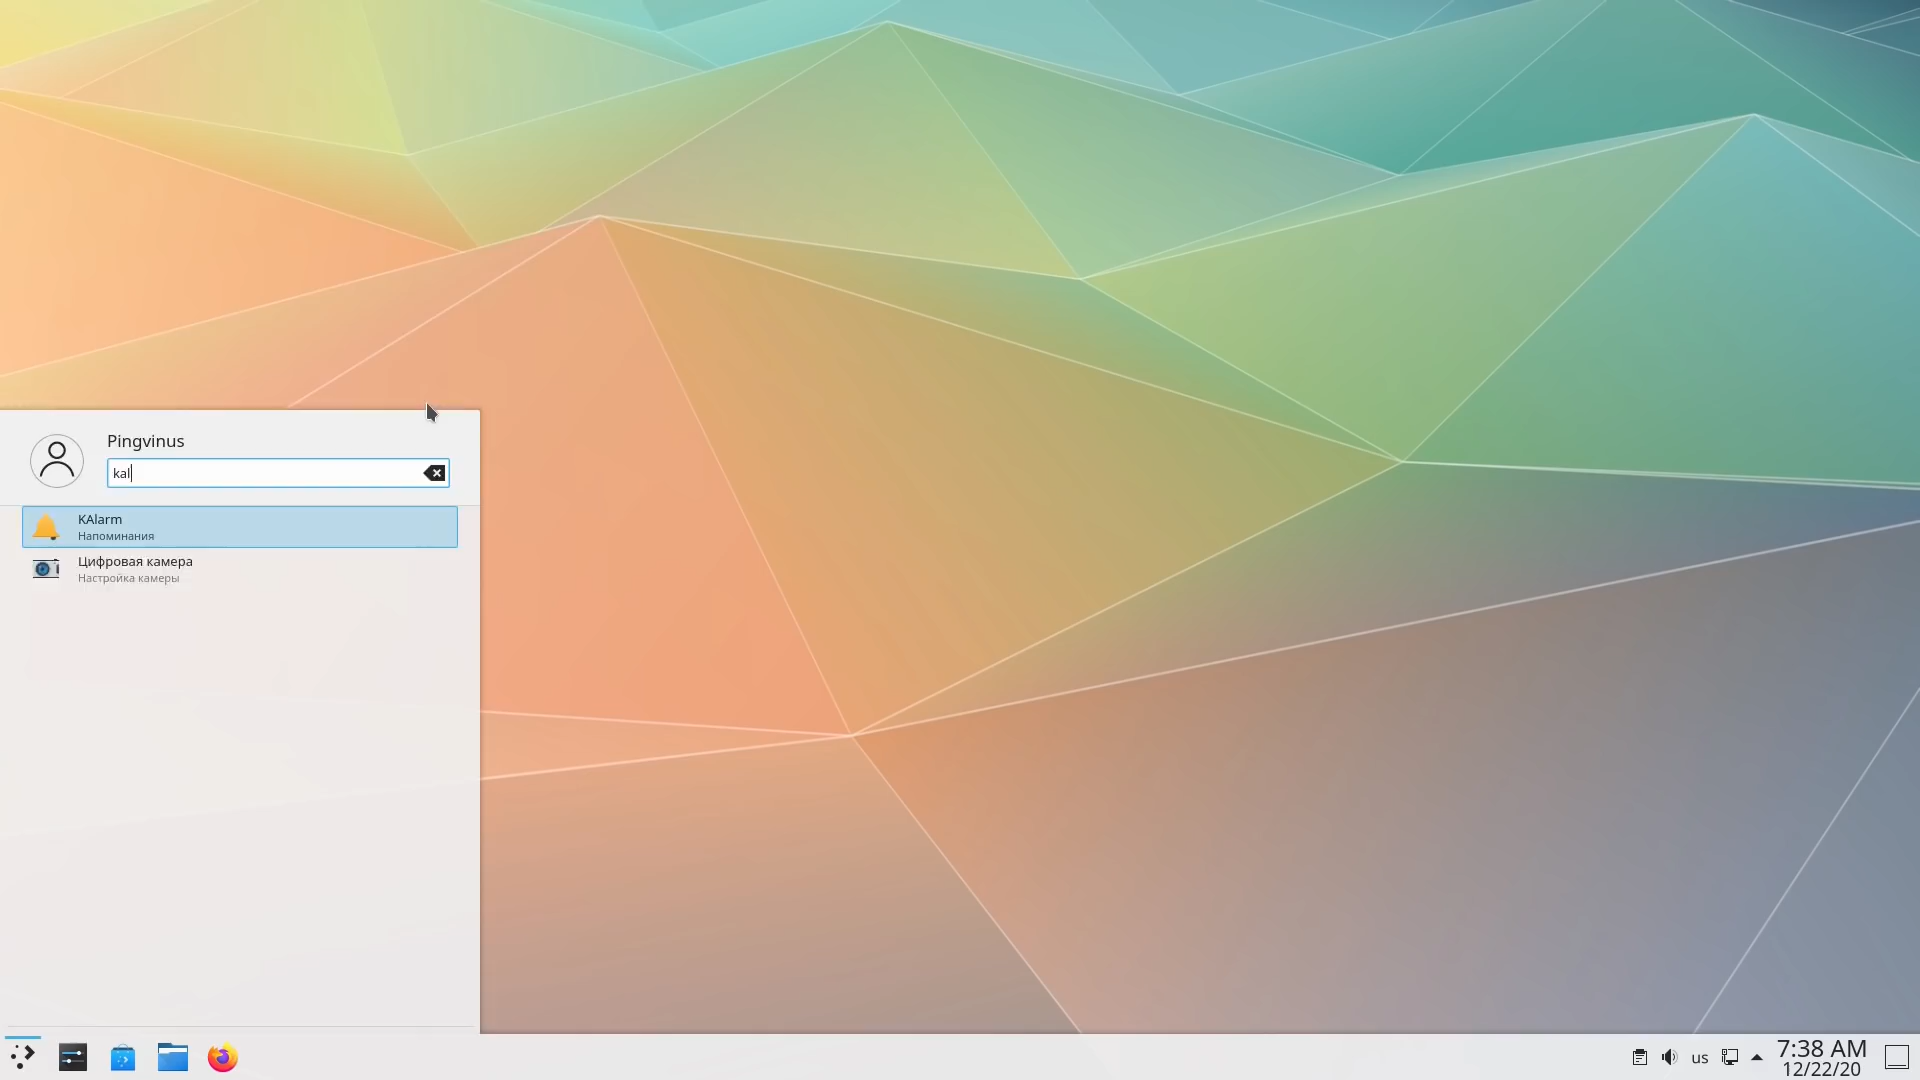 Pingvinus
kal
KAlarm
Напоминания
Цифровая камера
Настройка камеры
us
7:38 AM
12/22/20